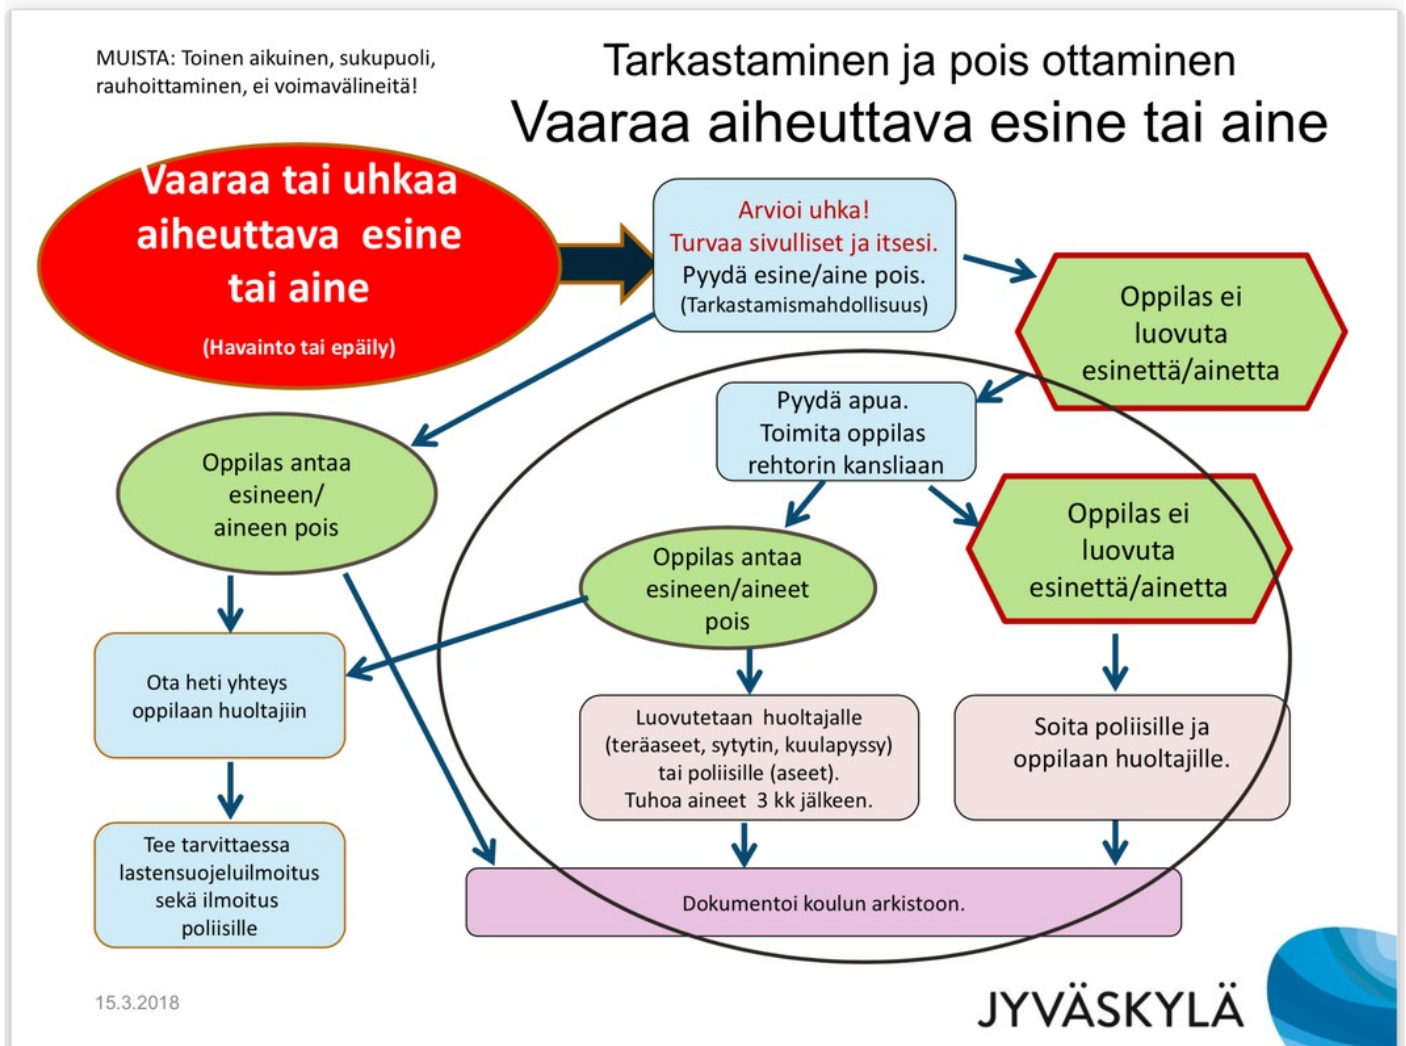 MUISTA: Toinen aikuinen, sukupuoli,
rauhoittaminen, ei voimavälineitä!
Tarkastaminen ja pois ottaminen
Vaaraa aiheuttava esine tai aine
Vaaraa tai uhkaa
aiheuttava esine
tai aine
(Havainto tai epäily)
Arvioi uhka!
Turvaa sivulliset ja itsesi.
Pyydä esine/aine pois.
(Tarkastamismahdollisuus)
Oppilas ei
luovuta
esinettä/ainetta
Pyydä apua.
Toimita oppilas
rehtorin kansliaan
Oppilas antaa
esineen/
aineen pois
Oppilas antaa
esineen/aineet
pois
Oppilas ei
luovuta
esinettä/ainetta
Ota heti yhteys
oppilaan huoltajiin
Luovutetaan huoltajalle
(teräaseet, sytytin, kuulapyssy)
tai poliisille (aseet).
Tuhoa aineet 3 kk jälkeen.
Soita poliisille ja
oppilaan huoltajille.
Tee tarvittaessa
lastensuojeluilmoitus
sekä ilmoitus
poliisille
Dokumentoi koulun arkistoon.
15.3.2018
JYVÄSKYLÄ